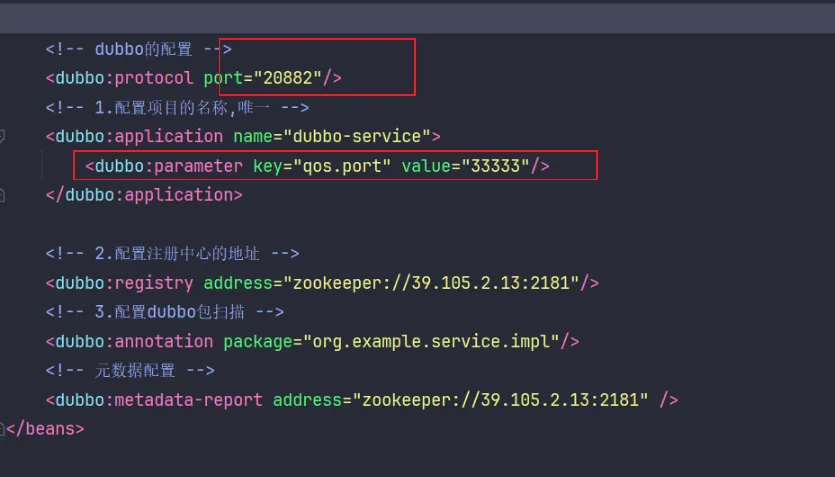 <!-- dubbo的配置 -->
<dubbo:protocol port="20882"/>
<!-- 1.配置项目的名称,唯一 -->
<dubbo:application name="dubbo-service">
<dubbo:parameter key="qos.port" value="33333"/>
</dubbo:application>
<!-- 2.配置注册中心的地址 -->
<dubbo:registry address="zookeeper://39.105.2.13:2181"/>
<!-- 3.配置dubbo包扫描 -->
<dubbo:annotation package="org.example.service.impl"/>
<!-- 元数据配置 -->
<dubbo:metadata-report address="zookeeper://39.105.2.13:2181" />
</beans>